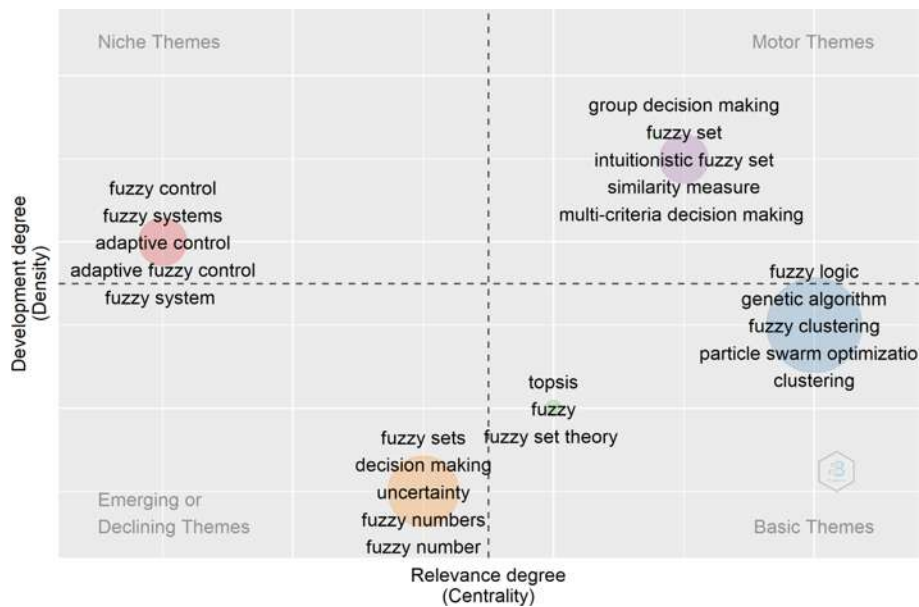 Niche Themes
Motor Themes
group decision making
fuzzy set
intuitionistic fuzzy set
similarity measure
multi-criteria decision making
fuzzy control
fuzzy systems
adaptive control
adaptive fuzzy control
fuzzy system
fuzzy logic
genetic algorithm
fuzzy clustering
particle swarm optimizatio
clustering
topsis
fuzzy
fuzzy set theory
fuzzy sets
decision making
uncertainty
fuzzy numbers
fuzzy number
Emerging or
Declining Themes
Basic Themes
Development degree
(Density)
Relevance degree
(Centrality)